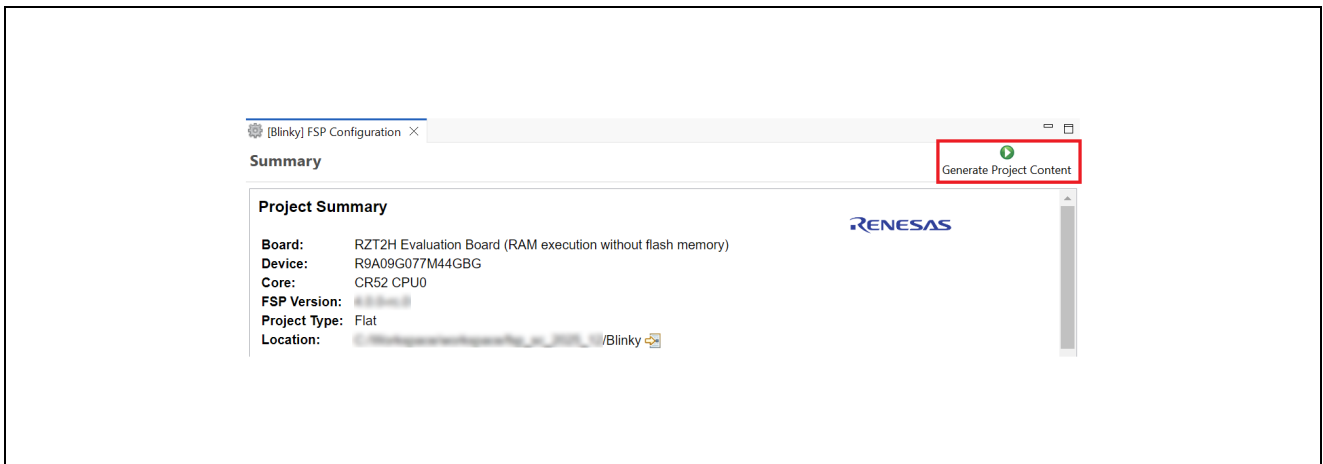 [Blinky] FSP Configuration
Summary
Generate Project Content
Project Summary
RENESAS
Board: RZT2H Evaluation Board (RAM execution without flash memory)
Device: R9A09G077M44GBG
Core: CR52 CPU0
FSP Version:
Project Type: Flat
Location: /Blinky